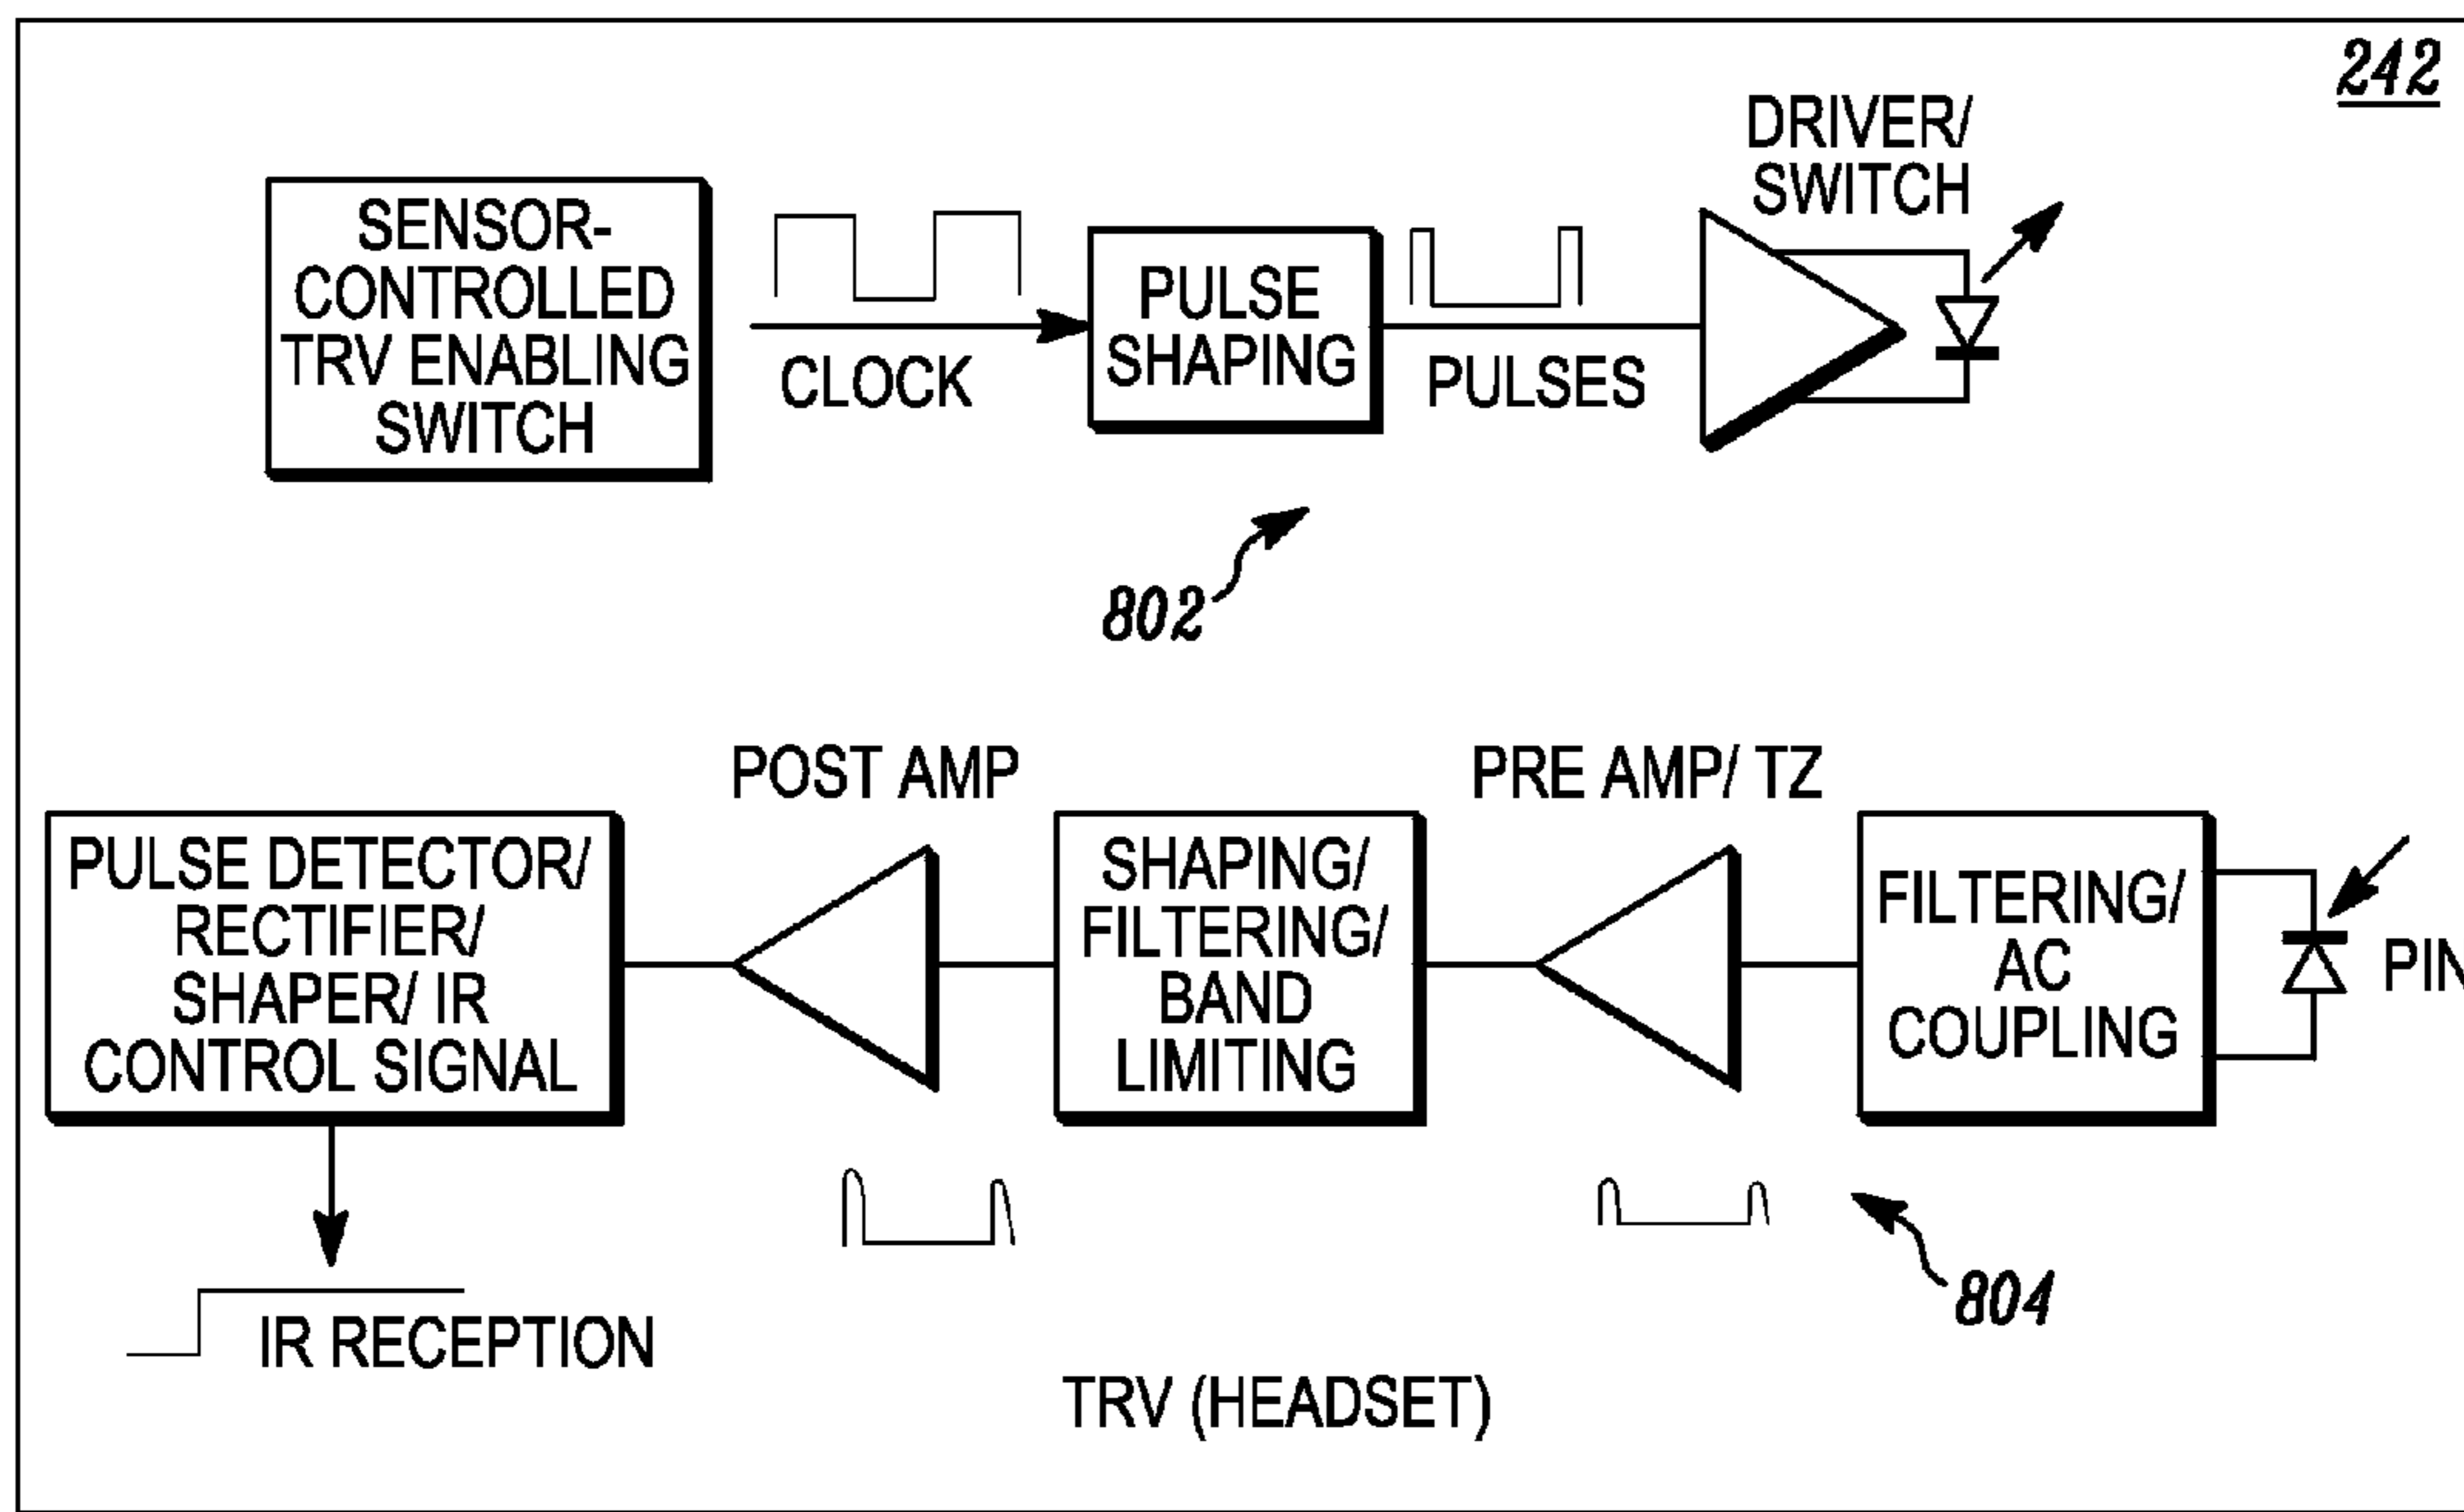 242
DRIVER/
SWITCH
SENSOR-
CONTROLLED
TRV ENABLING
SWITCH
CLOCK
PULSE
SHAPING
PULSES
802
POST AMP
PRE AMP/ TZ
PULSE DETECTOR/
RECTIFIER/
SHAPER/ IR
CONTROL SIGNAL
SHAPING/
FILTERING/
BAND
LIMITING
FILTERING/
AC
COUPLING
PIN
804
IR RECEPTION
TRV (HEADSET)